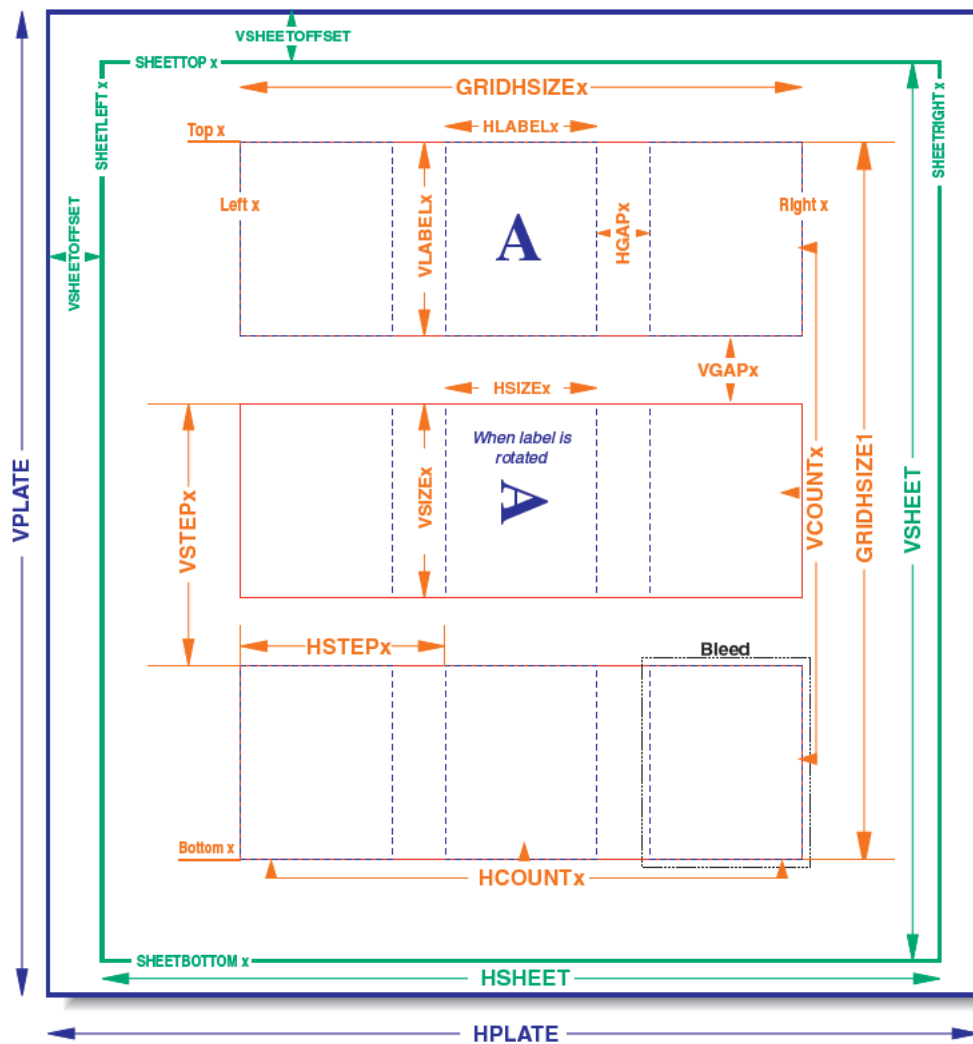 VSHEETOFFSET
SHEETTOP x
SHEETLEFT x
SHEETRIGHT x
GRIDHSIZEx
HLABELx
Top x
Left x
VLABELx
A
HGAPx
Right x
VSHEETOFFSET
VGAPx
HSIZEx
When label is
rotated
A
VSIZEx
VSTEPx
VCOUNTx
GRIDHSIZE1
VSHEET
VPLATE
HSTEPx
Bleed
Bottom x
HCOUNTx
SHEETBOTTOM x
HSHEET
HPLATE